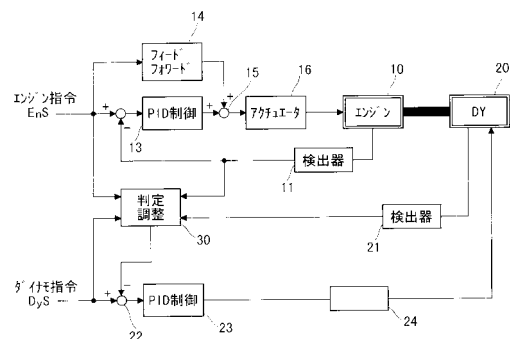 14
フィードﾞ
フォワードﾞ
15
16
10
20
エンジン指令
EnS
+
−
PID制御
+
+
アクチュエータ
エンジン
DY
13
検出器
11
判定
調整
30
検出器
21
ダイナモ指令
DyS
+
−
PID制御
22
23
24